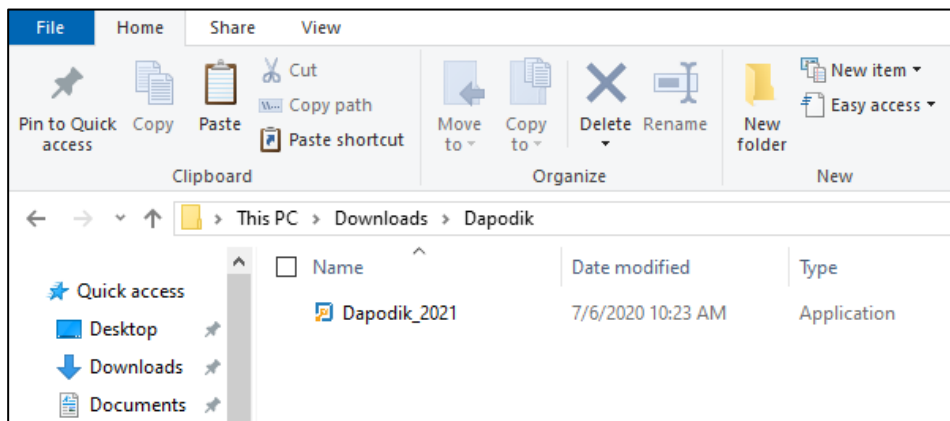 File Home Share View
Pin to Quick access
Copy
Paste
Cut
Copy path
Paste shortcut
Clipboard
Move to
Copy to
Delete
Rename
Organize
New folder
New item
Easy access
New
This PC > Downloads > Dapodik
Quick access
Desktop
Downloads
Documents
Name Date modified Type
Dapodik_2021 7/6/2020 10:23 AM Application